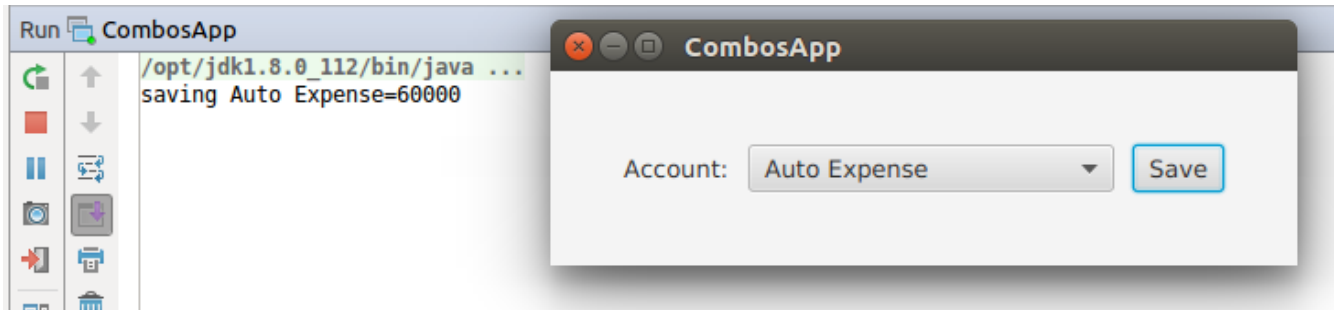 Run CombosApp
/opt/jdk1.8.0_112/bin/java ...
saving Auto Expense=60000
CombosApp
Account: Auto Expense Save